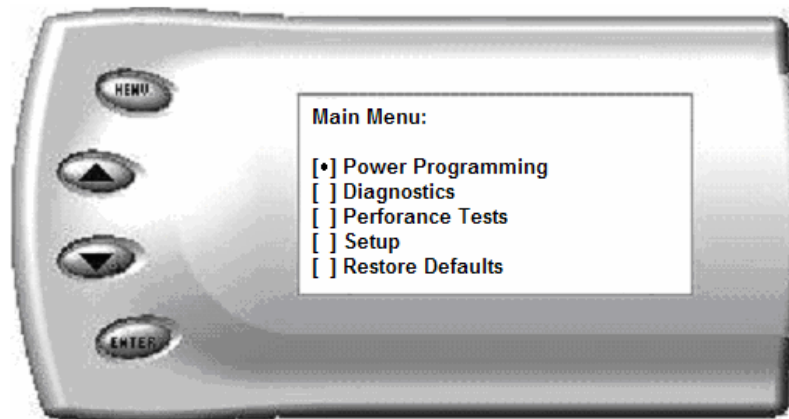 MENU
Main Menu:
[•] Power Programming
[ ] Diagnostics
[ ] Perforance Tests
[ ] Setup
[ ] Restore Defaults
ENTER